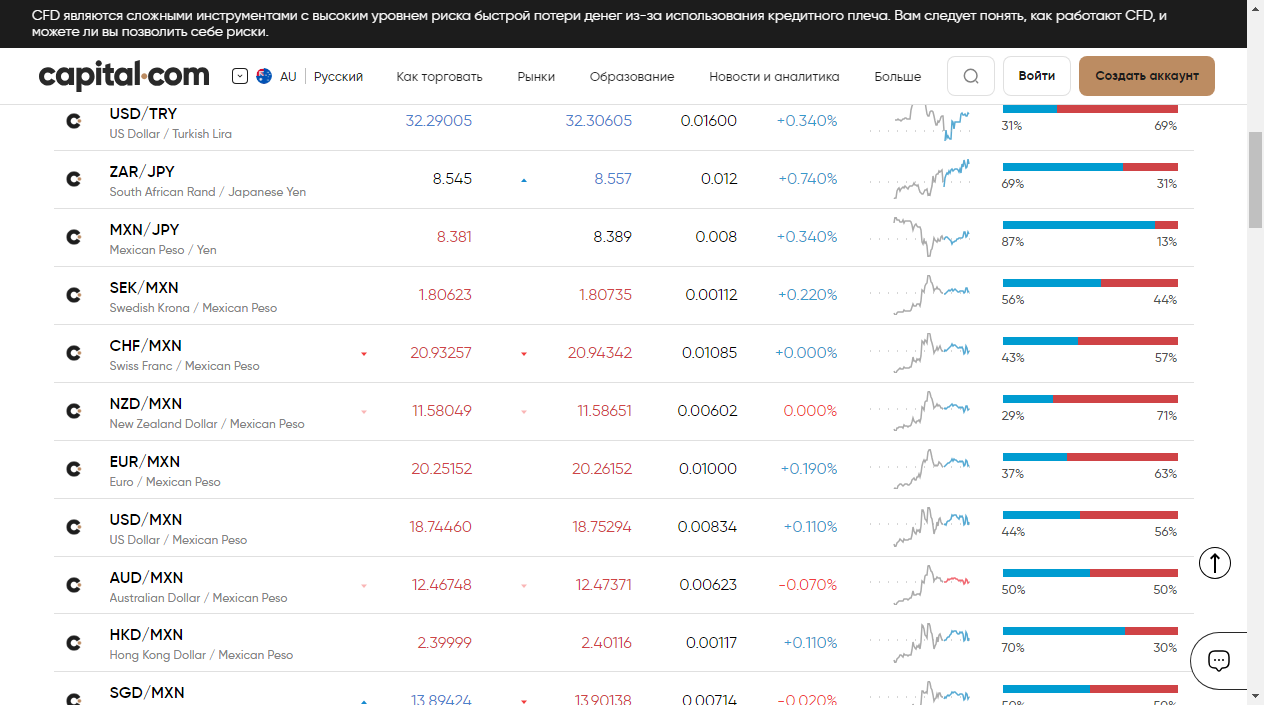 CFD являются сложными инструментами с высоким уровнем риска быстрой потери денег из-за использования кредитного плеча. Вам следует понять, как работают CFD, и
можете ли вы позволить себе риски.
capital.com AU Русский Как торговать Рынки Образование Новости и аналитика Больше Войти Создать аккаунт
USD/TRY 32.29005 32.30605 0.01600 +0.340%
US Dollar / Turkish Lira 31% 69%
ZAR/JPY 8.545 8.557 0.012 +0.740%
South African Rand / Japanese Yen 69% 31%
MXN/JPY 8.381 8.389 0.008 +0.340%
Mexican Peso / Yen 87% 13%
SEK/MXN 1.80623 1.80735 0.00112 +0.220%
Swedish Krona / Mexican Peso 56% 44%
CHF/MXN 20.93257 20.94342 0.01085 +0.000%
Swiss Franc / Mexican Peso 43% 57%
NZD/MXN 11.58049 11.58651 0.00602 0.000%
New Zealand Dollar / Mexican Peso 29% 71%
EUR/MXN 20.25152 20.26152 0.01000 +0.190%
Euro / Mexican Peso 37% 63%
USD/MXN 18.74460 18.75294 0.00834 +0.110%
US Dollar / Mexican Peso 44% 56%
AUD/MXN 12.46748 12.47371 0.00623 -0.070%
Australian Dollar / Mexican Peso 50% 50%
HKD/MXN 2.39999 2.40116 0.00117 +0.110%
Hong Kong Dollar / Mexican Peso 70% 30%
SGD/MXN 13.89424 13.90138 0.00714 -0.020%
50% 50%